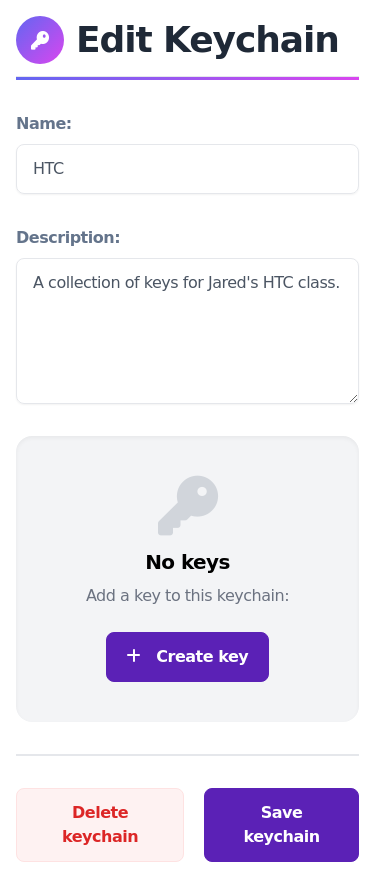 Edit Keychain
Name:
HTC
Description:
A collection of keys for Jared's HTC class.
No keys
Add a key to this keychain:
+ Create key
Delete
keychain
Save
keychain